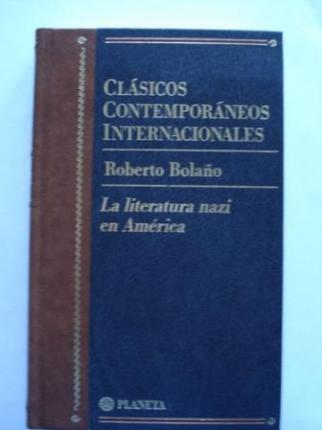 CLÁSICOS
CONTEMPORÁNEOS
INTERNACIONALES
Roberto Bolaño
La literatura nazi
en América
PLANETA